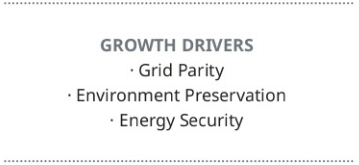 GROWTH DRIVERS
· Grid Parity
· Environment Preservation
· Energy Security